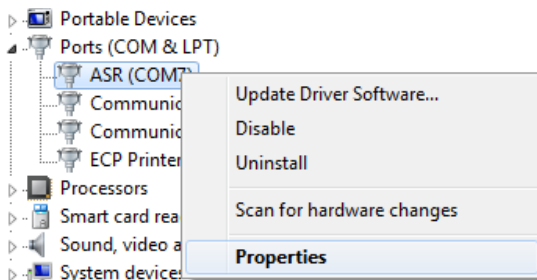 Portable Devices
Ports (COM & LPT)
ASR (COM7)
Communic
Communic
ECP Printer
Processors
Smart card rea
Sound, video a
System devices
Update Driver Software...
Disable
Uninstall
Scan for hardware changes
Properties